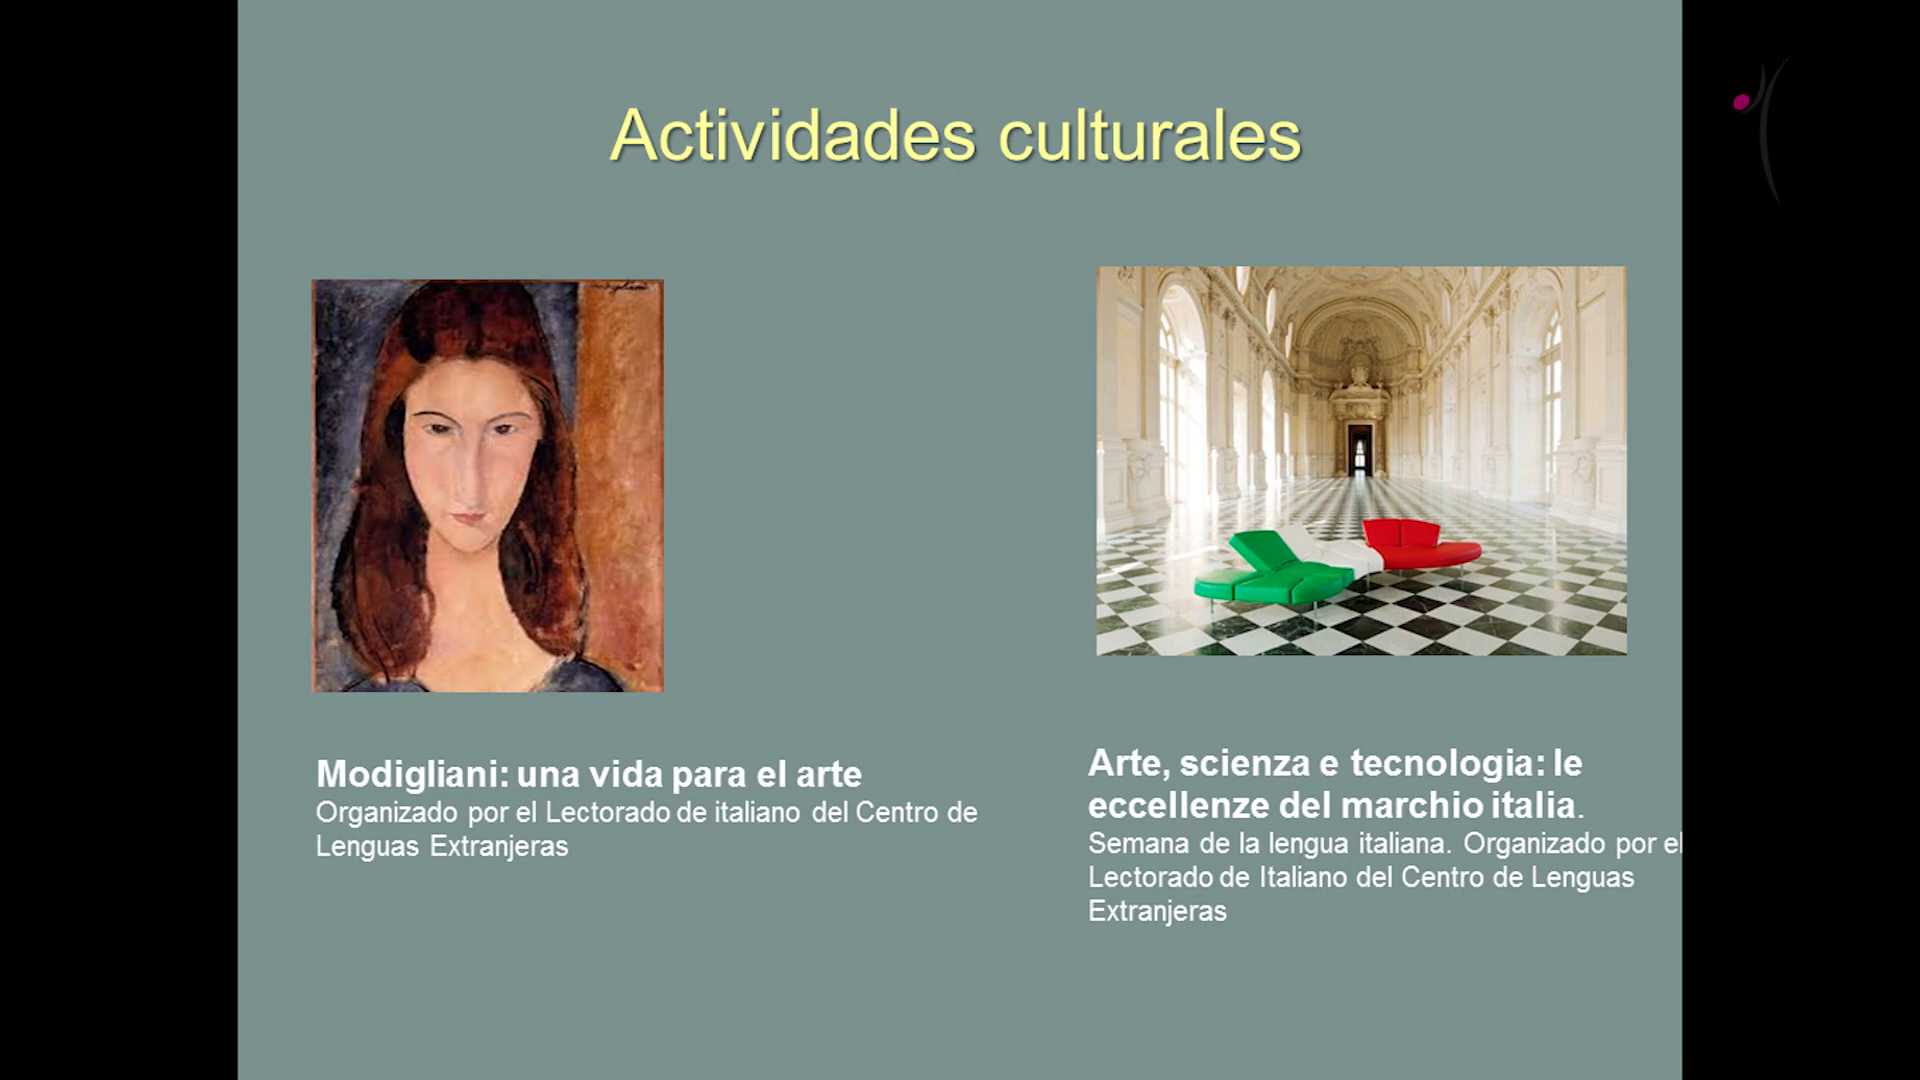 Actividades culturales
Modigliani: una vida para el arte
Organizado por el Lectorado de italiano del Centro de
Lenguas Extranjeras
Arte, scienza e tecnologia: le
eccellenze del marchio italia.
Semana de la lengua italiana. Organizado por el
Lectorado de Italiano del Centro de Lenguas
Extranjeras